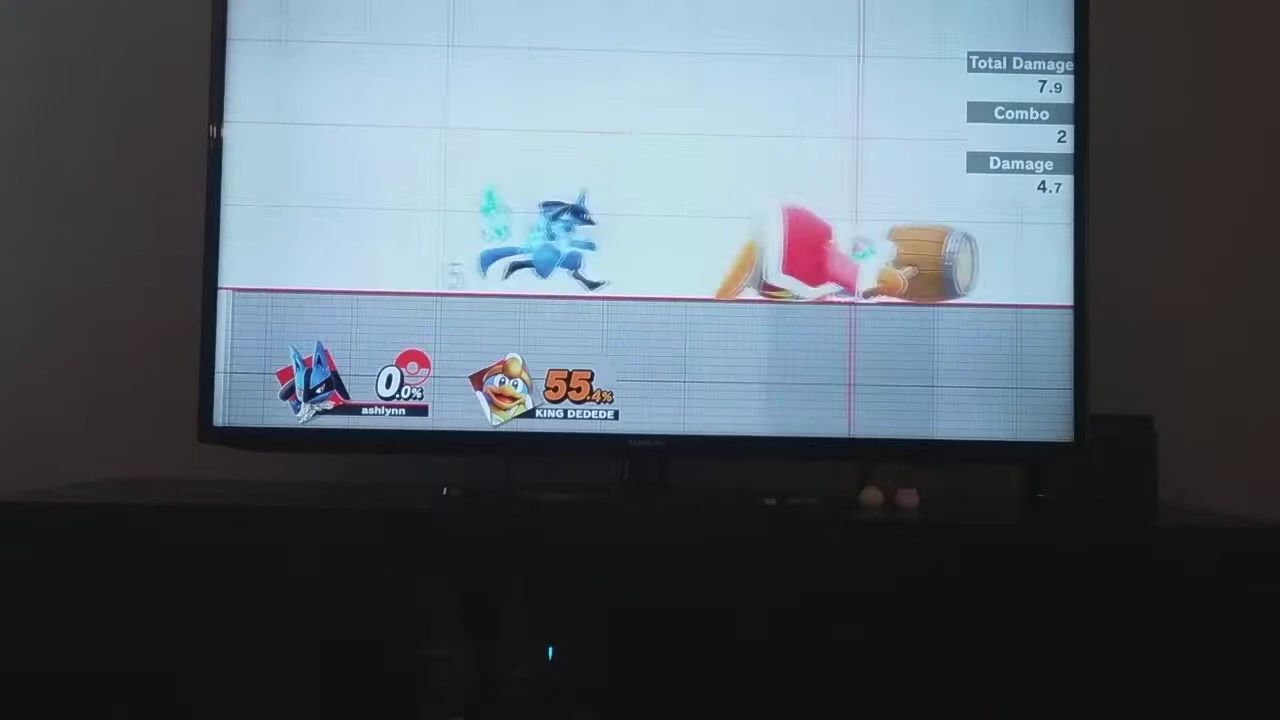 Total Damage
7.9
Combo
2
Damage
4.7
0.0%
ashlynn
55.4%
KING DEDEDE